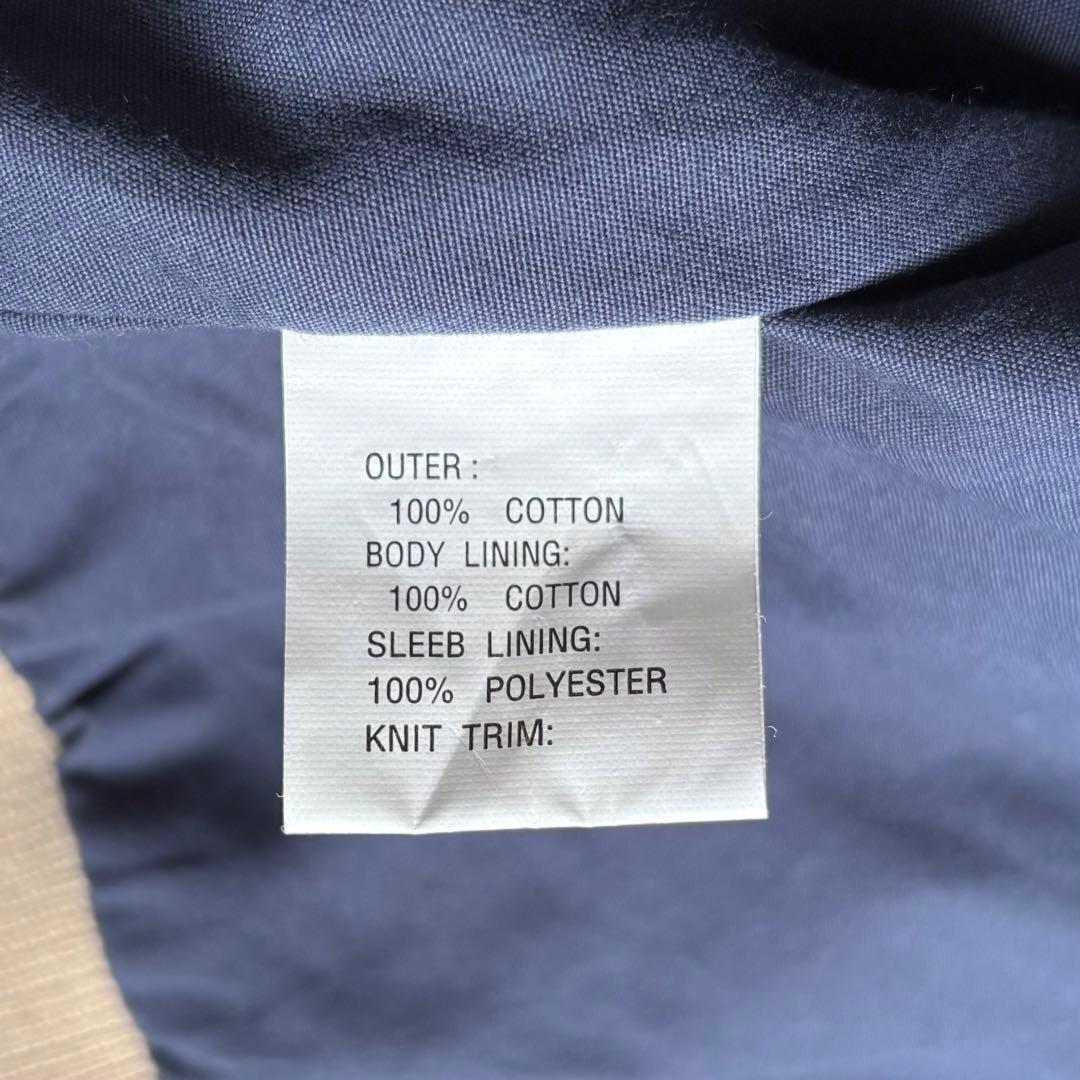 OUTER :
100% COTTON
BODY LINING:
100% COTTON
SLEEB LINING:
100% POLYESTER
KNIT TRIM: